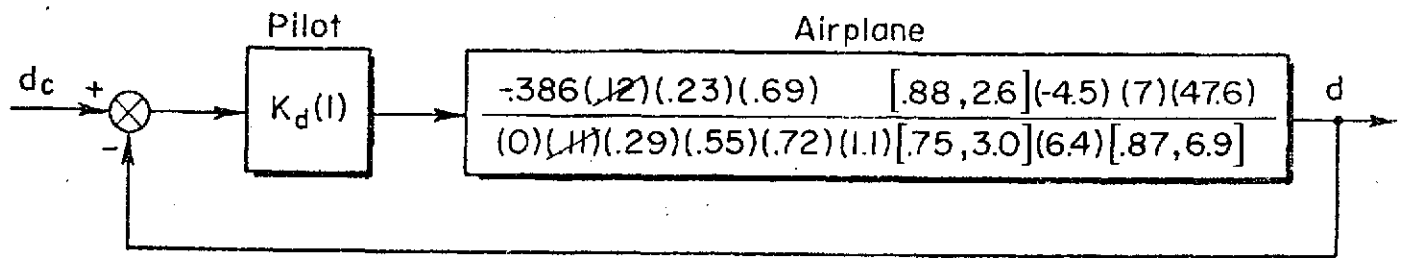 Pilot
Airplane
dc
+
-
K_d(1)
-.386(.12)(.23)(.69) [.88,2.6](-4.5)(7)(47.6)
(0)(.11)(.29)(.55)(.72)(1.1)[.75,3.0](6.4)[.87,6.9]
d